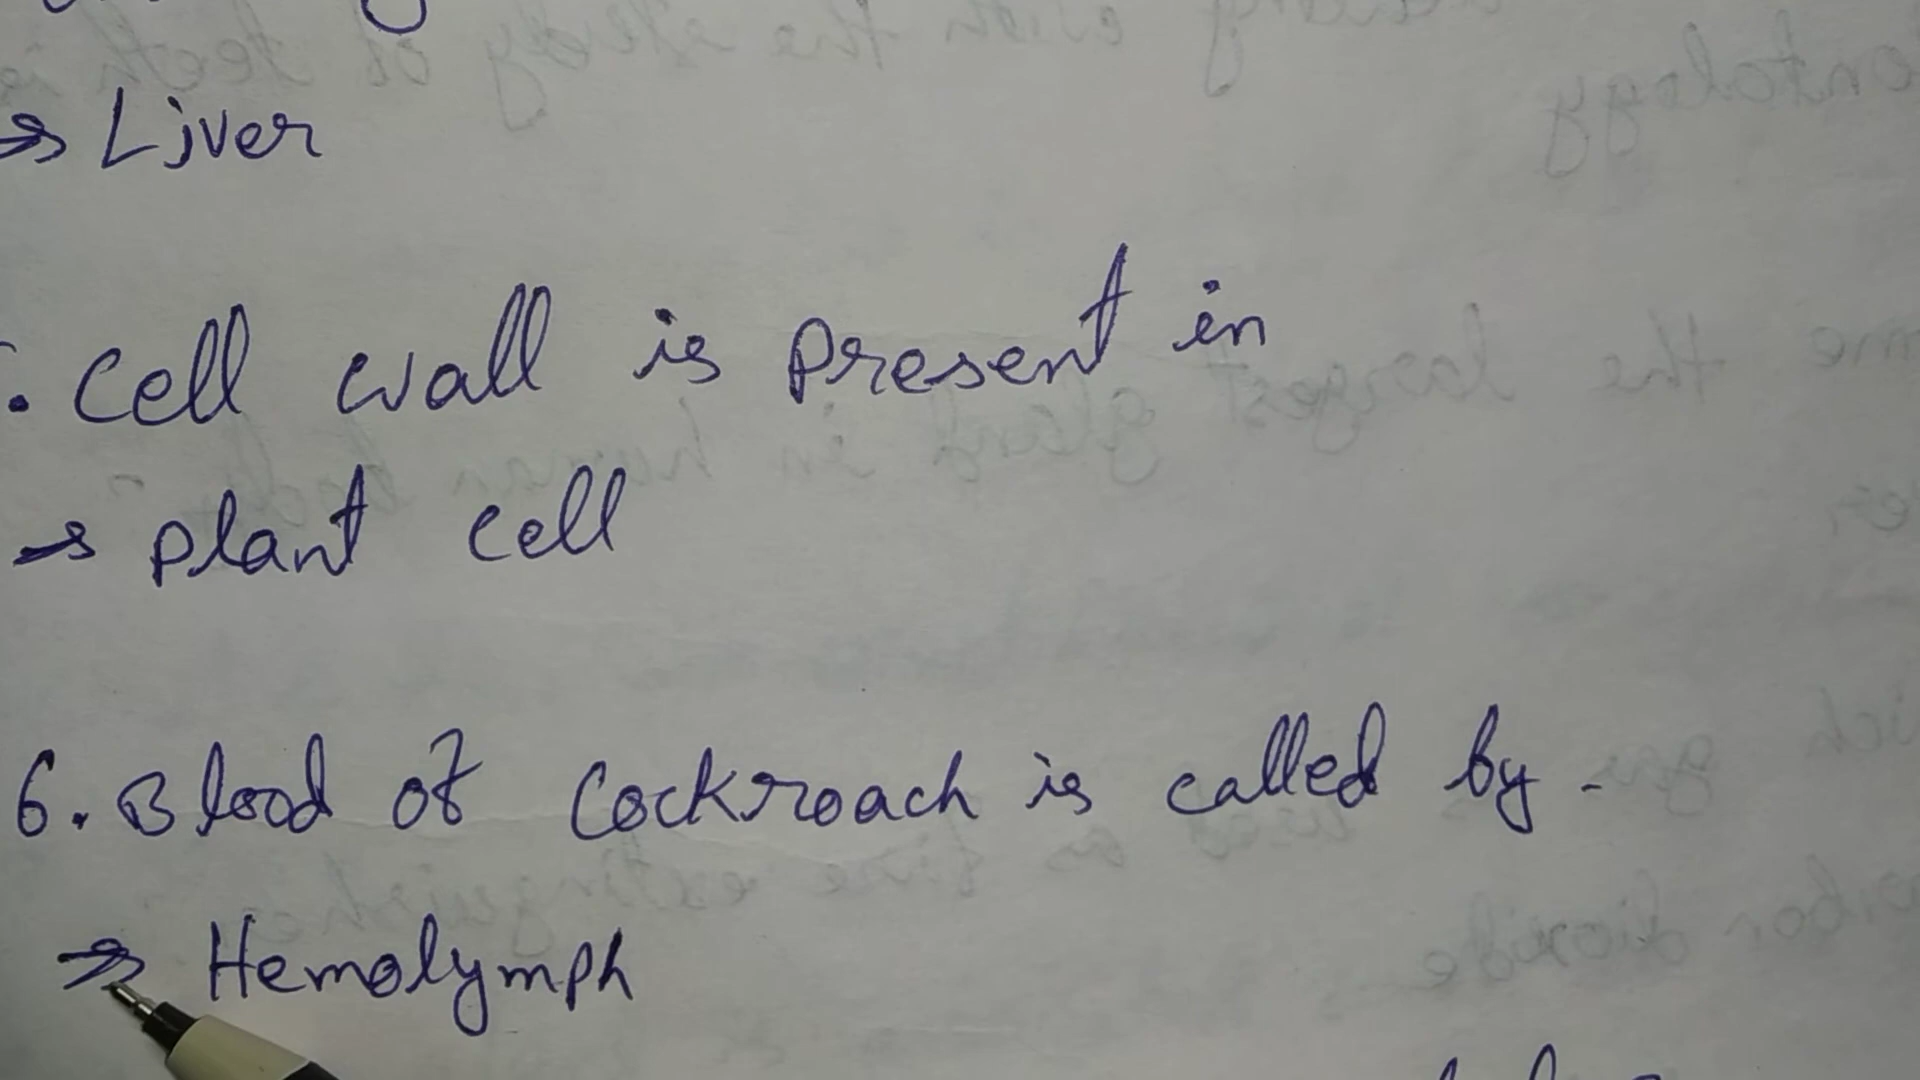 ⇒ Liver
. Cell wall is present in
→ plant cell
6. Blood of Cockroach is called by -
⇒ Hemolymph